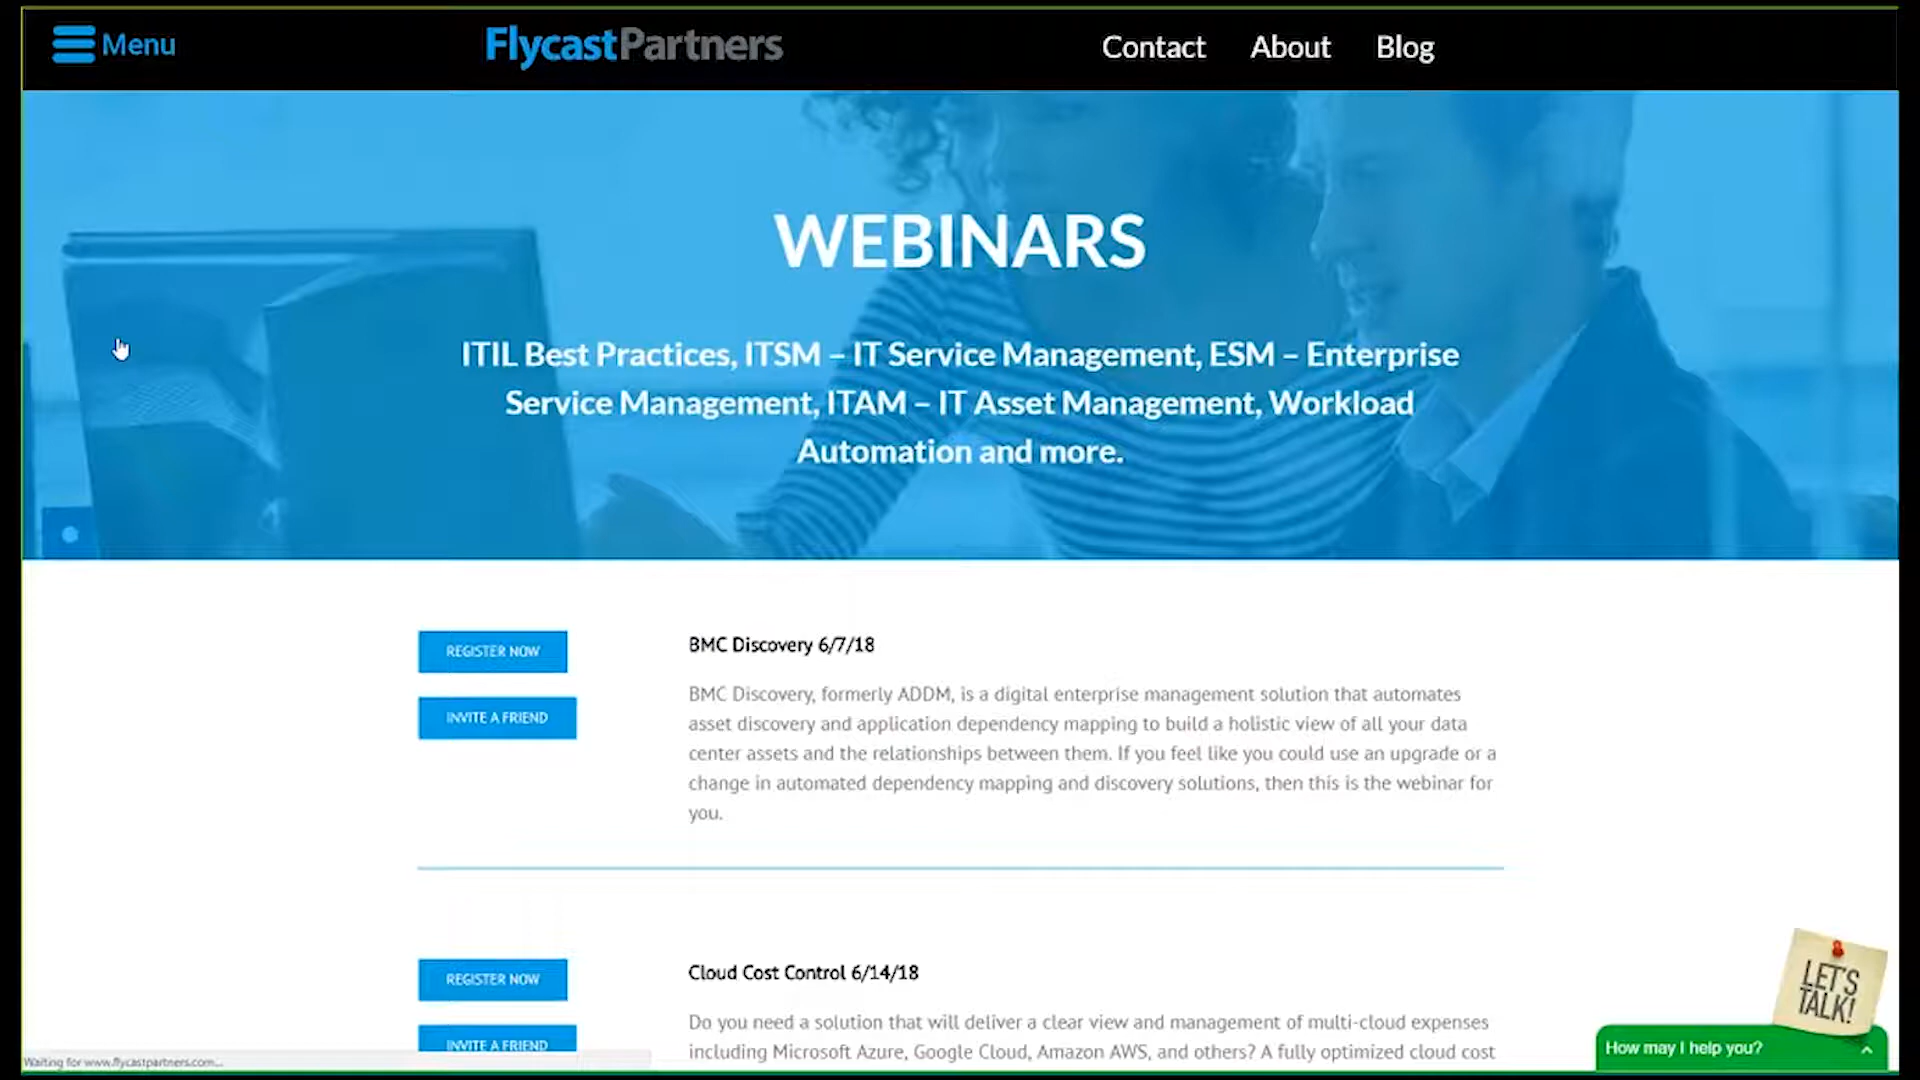 Menu
FlycastPartners
Contact About Blog
WEBINARS
ITIL Best Practices, ITSM – IT Service Management, ESM – Enterprise
Service Management, ITAM – IT Asset Management, Workload
Automation and more.
REGISTER NOW
INVITE A FRIEND
BMC Discovery 6/7/18
BMC Discovery, formerly ADDM, is a digital enterprise management solution that automates
asset discovery and application dependency mapping to build a holistic view of all your data
center assets and the relationships between them. If you feel like you could use an upgrade or a
change in automated dependency mapping and discovery solutions, then this is the webinar for
you.
REGISTER NOW
INVITE A FRIEND
Cloud Cost Control 6/14/18
Do you need a solution that will deliver a clear view and management of multi-cloud expenses
including Microsoft Azure, Google Cloud, Amazon AWS, and others? A fully optimized cloud cost
LET'S
TALK!
How may I help you?
Waiting for www.flycastpartners.com...